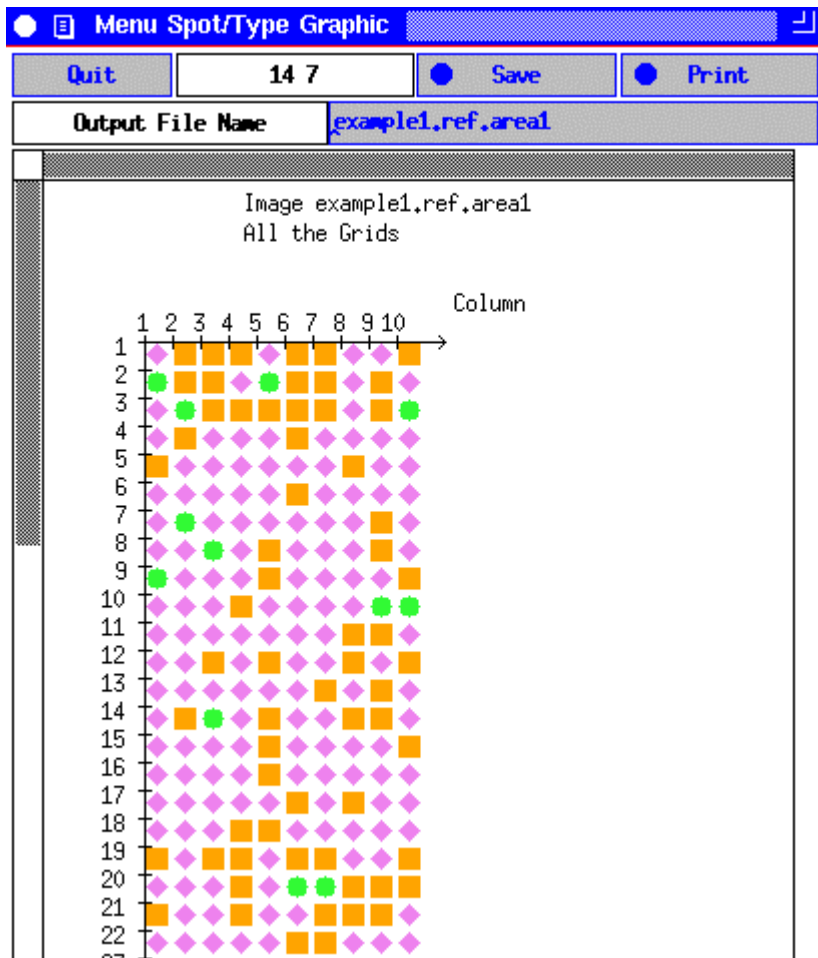 Menu Spot/Type Graphic
Quit
14 7
Save
Print
Output File Name
example1.ref.area1
Image example1.ref.area1
All the Grids
Column
1 2 3 4 5 6 7 8 9 10
1
2
3
4
5
6
7
8
9
10
11
12
13
14
15
16
17
18
19
20
21
22